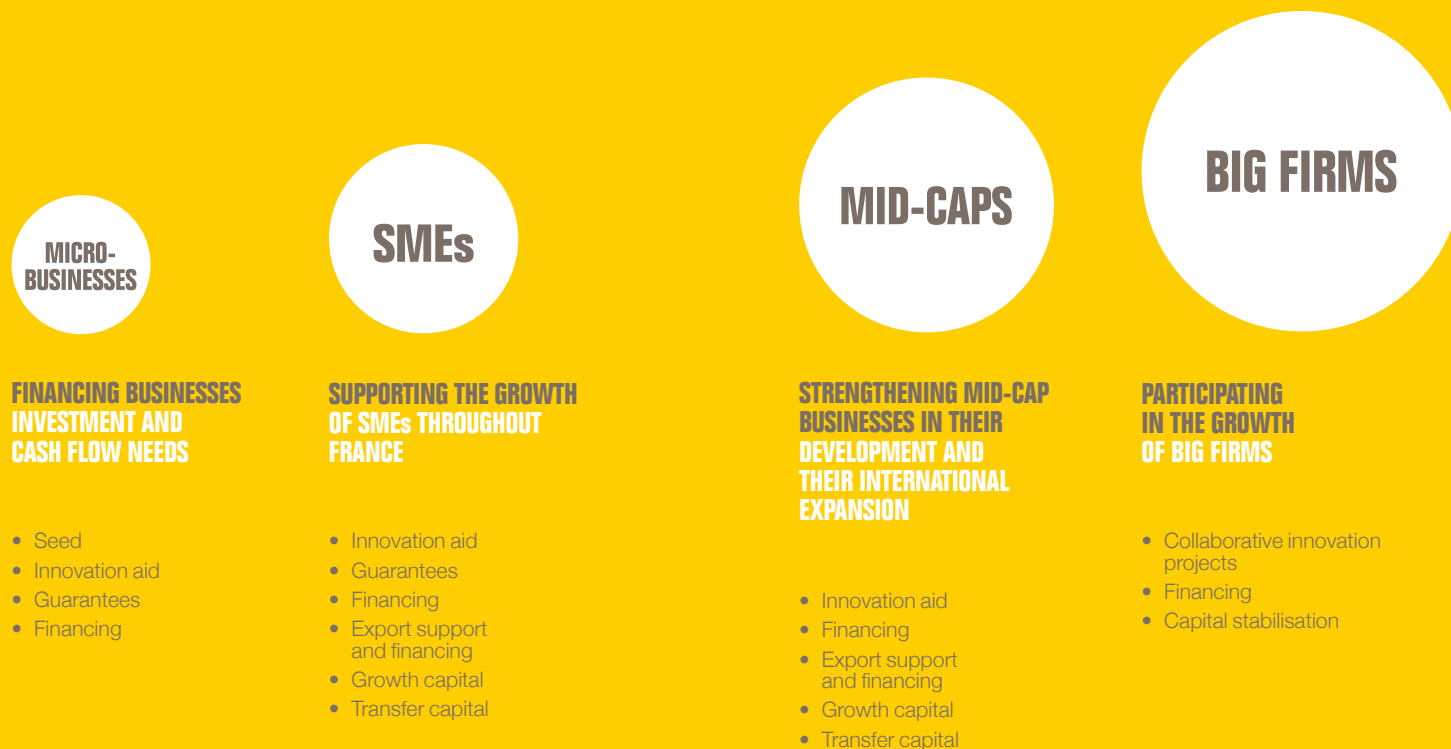 MICRO-
BUSINESSES
FINANCING BUSINESSES
INVESTMENT AND
CASH FLOW NEEDS
• Seed
• Innovation aid
• Guarantees
• Financing
SMEs
SUPPORTING THE GROWTH
OF SMEs THROUGHOUT
FRANCE
• Innovation aid
• Guarantees
• Financing
• Export support
and financing
• Growth capital
• Transfer capital
MID-CAPS
STRENGTHENING MID-CAP
BUSINESSES IN THEIR
DEVELOPMENT AND
THEIR INTERNATIONAL
EXPANSION
• Innovation aid
• Financing
• Export support
and financing
• Growth capital
• Transfer capital
BIG FIRMS
PARTICIPATING
IN THE GROWTH
OF BIG FIRMS
• Collaborative innovation
projects
• Financing
• Capital stabilisation